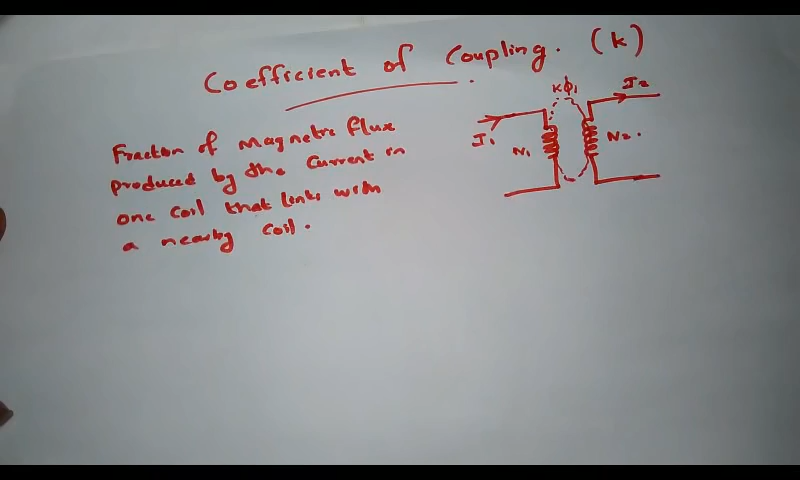 Coefficient of Coupling. (K)
Fraction of magnetic flux
produced by the current in
one coil that links with
a nearby coil.
Kϕ₁
I₂
I₁
N₁
N₂.